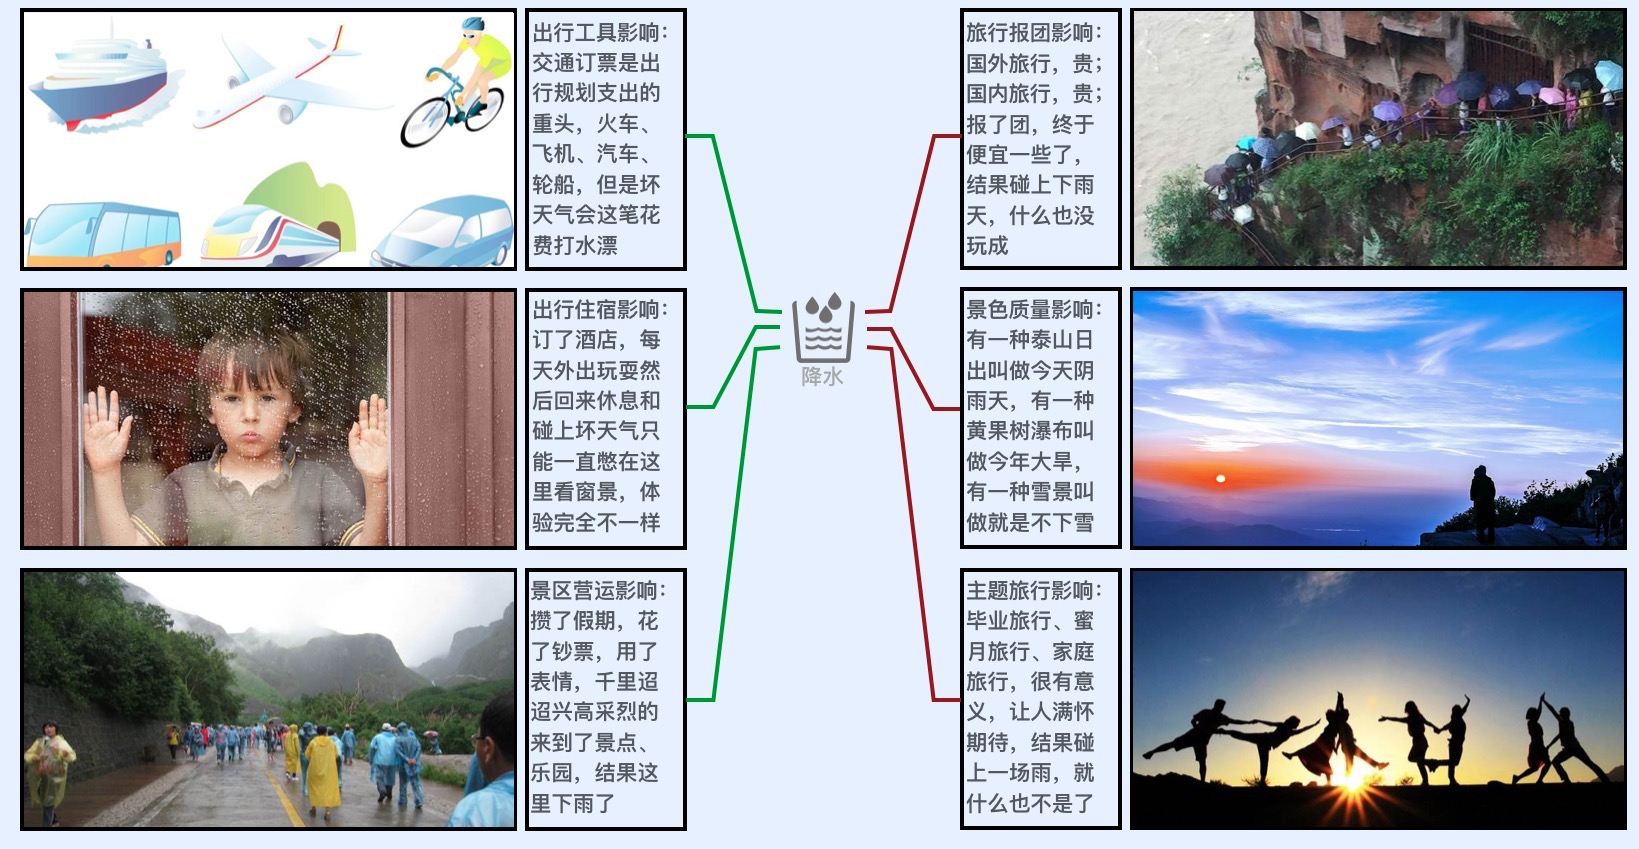 出行工具影响：
交通订票是出
行规划支出的
重头，火车、
飞机、汽车、
轮船，但是坏
天气会这笔花
费打水漂
出行住宿影响：
订了酒店，每
天外出玩耍然
后回来休息和
碰上坏天气只
能一直憋在这
里看窗景，体
验完全不一样
景区营运影响：
攒了假期，花
了钞票，用了
表情，千里迢
迢兴高采烈的
来到了景点、
乐园，结果这
里下雨了
降水
旅行报团影响：
国外旅行，贵；
国内旅行，贵；
报了团，终于
便宜一些了，
结果碰上下雨
天，什么也没
玩成
景色质量影响：
有一种泰山日
出叫做今天阴
雨天，有一种
黄果树瀑布叫
做今年大旱，
有一种雪景叫
做就是不下雪
主题旅行影响：
毕业旅行、蜜
月旅行、家庭
旅行，很有意
义，让人满怀
期待，结果碰
上一场雨，就
什么也不是了